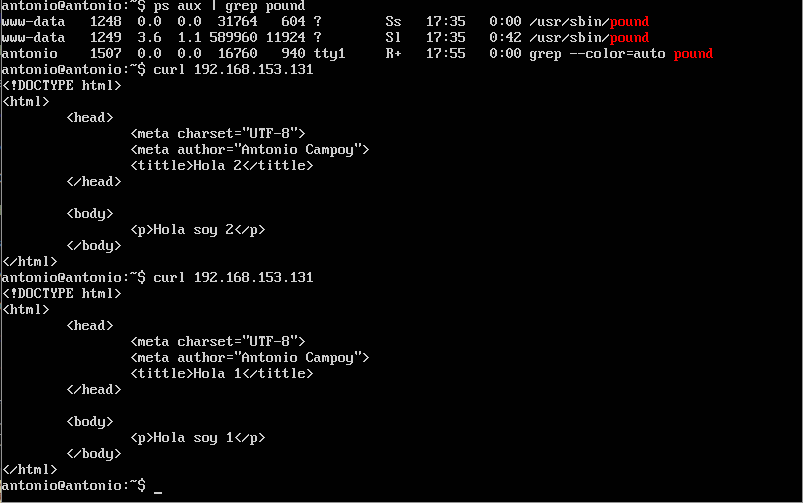 antonio@antonio:~$ ps aux | grep pound
www-data   1248  0.0  0.0  31764   604 ?        Ss   17:35   0:00 /usr/sbin/pound
www-data   1249  3.6  1.1 589960 11924 ?        Sl   17:35   0:42 /usr/sbin/pound
antonio    1507  0.0  0.0  16760   940 tty1     R+   17:55   0:00 grep --color=auto pound
antonio@antonio:~$ curl 192.168.153.131
<!DOCTYPE html>
<html>
        <head>
                <meta charset="UTF-8">
                <meta author="Antonio Campoy">
                <tittle>Hola 2</tittle>
        </head>

        <body>
                <p>Hola soy 2</p>
        </body>
</html>
antonio@antonio:~$ curl 192.168.153.131
<!DOCTYPE html>
<html>
        <head>
                <meta charset="UTF-8">
                <meta author="Antonio Campoy">
                <tittle>Hola 1</tittle>
        </head>

        <body>
                <p>Hola soy 1</p>
        </body>
</html>
antonio@antonio:~$ _